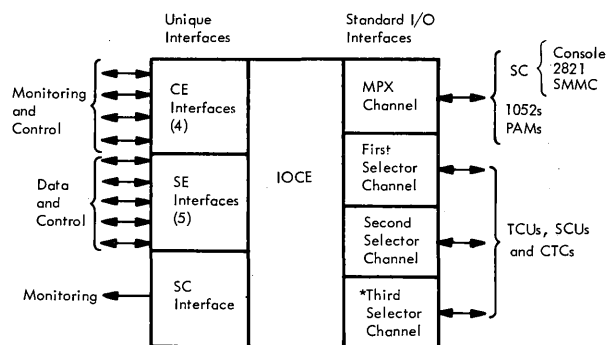 Unique
Interfaces
Standard I/O
Interfaces
Monitoring
and
Control
CE
Interfaces
(4)
Data
and
Control
SE
Interfaces
(5)
Monitoring
SC
Interface
IOCE
MPX
Channel
First
Selector
Channel
Second
Selector
Channel
*Third
Selector
Channel
SC
Console
2821
SMMC
1052s
PAMs
TCUs, SCUs
and CTCs